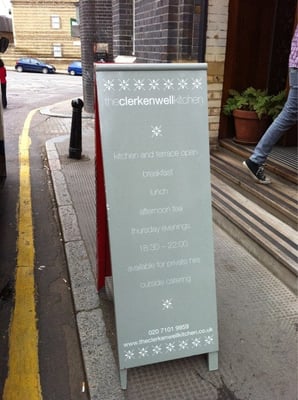 theclerkenwellkitchen
kitchen and terrace open
breakfast
lunch
afternoon tea
thursday evenings
18:30 - 22:00
available for private hire
outside catering
020 7101 9959
www.theclerkenwellkitchen.co.uk